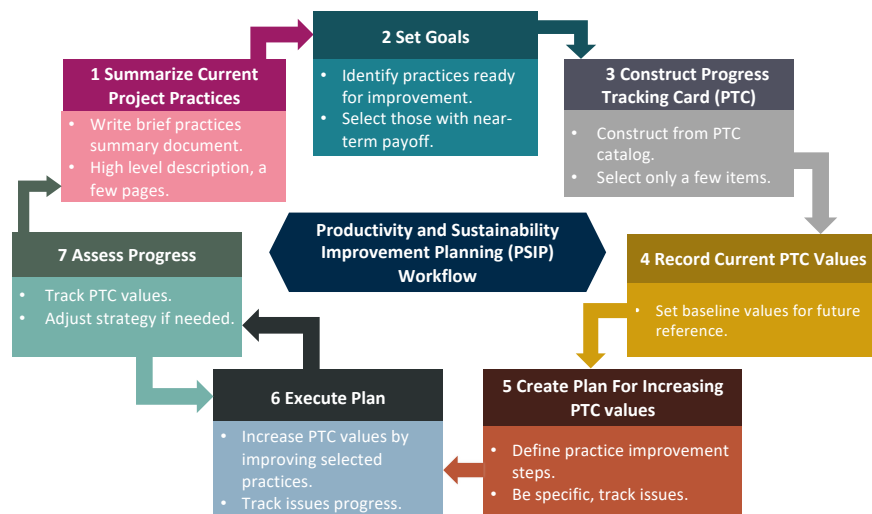 1 Summarize Current
Project Practices
• Write brief practices
summary document.
• High level description, a
few pages.
2 Set Goals
• Identify practices ready
for improvement.
• Select those with near-
term payoff.
3 Construct Progress
Tracking Card (PTC)
• Construct from PTC
catalog.
• Select only a few items.
Productivity and Sustainability
Improvement Planning (PSIP)
Workflow
4 Record Current PTC Values
• Set baseline values for future
reference.
5 Create Plan For Increasing
PTC values
• Define practice improvement
steps.
• Be specific, track issues.
6 Execute Plan
• Increase PTC values by
improving selected
practices.
• Track issues progress.
7 Assess Progress
• Track PTC values.
• Adjust strategy if needed.